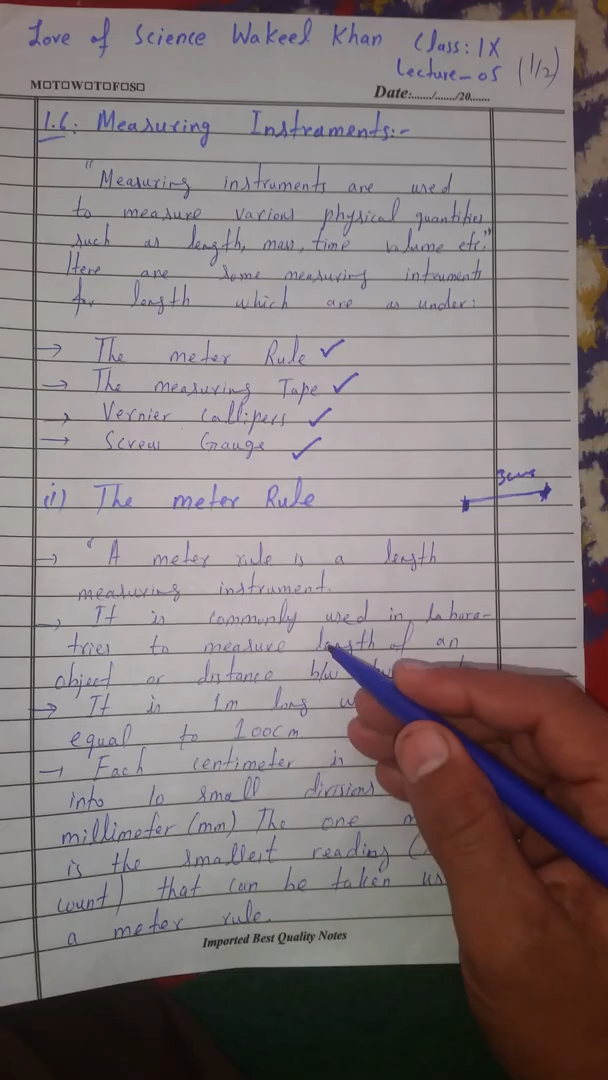 Love of Science Wakeel Khan Class: IX
Lecture-05 (1/2)
M□T□W□T□F□S□
Date:....../......./20.......
1.6: Measuring Instraments:-
"Measuring instruments are used
to measure various physical quantities
such as length, mass, time volume etc."
Here are some measuring intruments
for length which are as under:
→ The meter Rule ✓
→ The measuring Tape ✓
→ Vernier Callipers ✓
→ Screw Gauge ✓
(i) The meter Rule
→ "A meter rule is a length
measuring instrument.
→ It is commonly used in labora-
tries to measure length of an
object or distance b/w
→ It is 1m long
equal to 100cm
→ Each centimeter is
into 10 small divisions
millimeter (mm) The one
is the smallest reading (
count) that can be taken us
a meter rule.
Imported Best Quality Notes